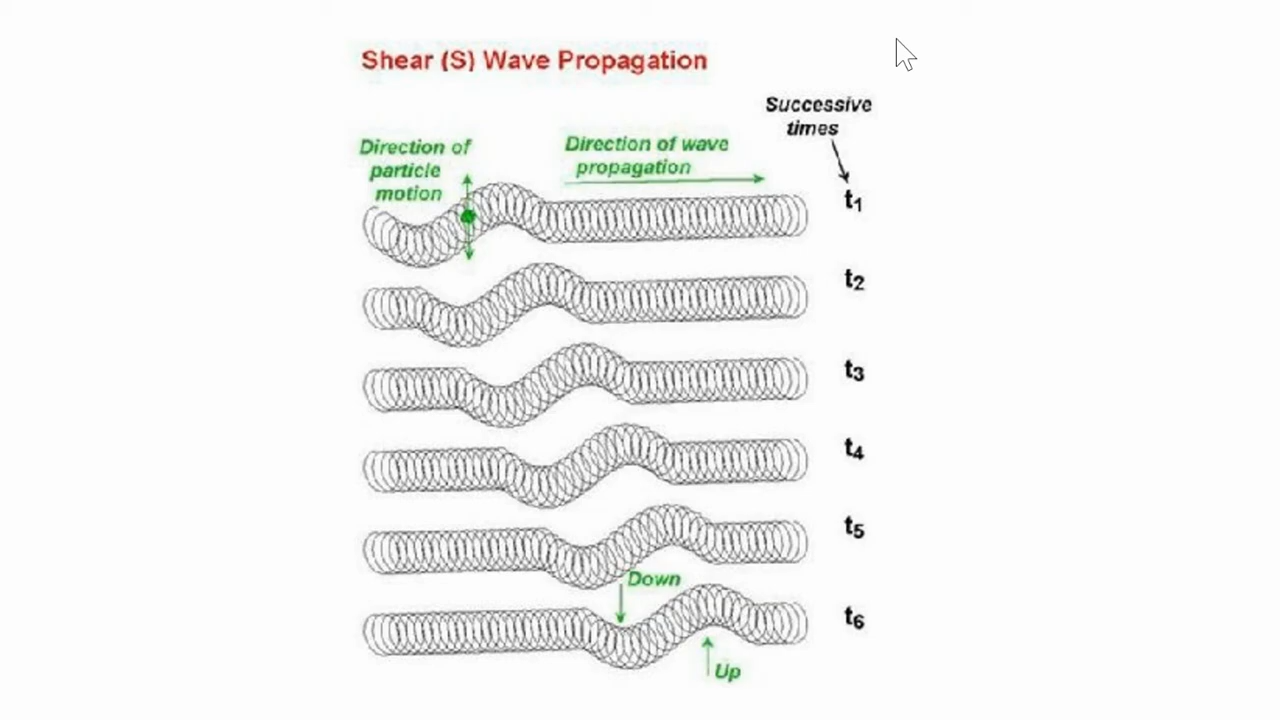 Shear (S) Wave Propagation
Successive
times
Direction of
particle
motion
Direction of wave
propagation
t1
t2
t3
t4
t5
Down
t6
Up